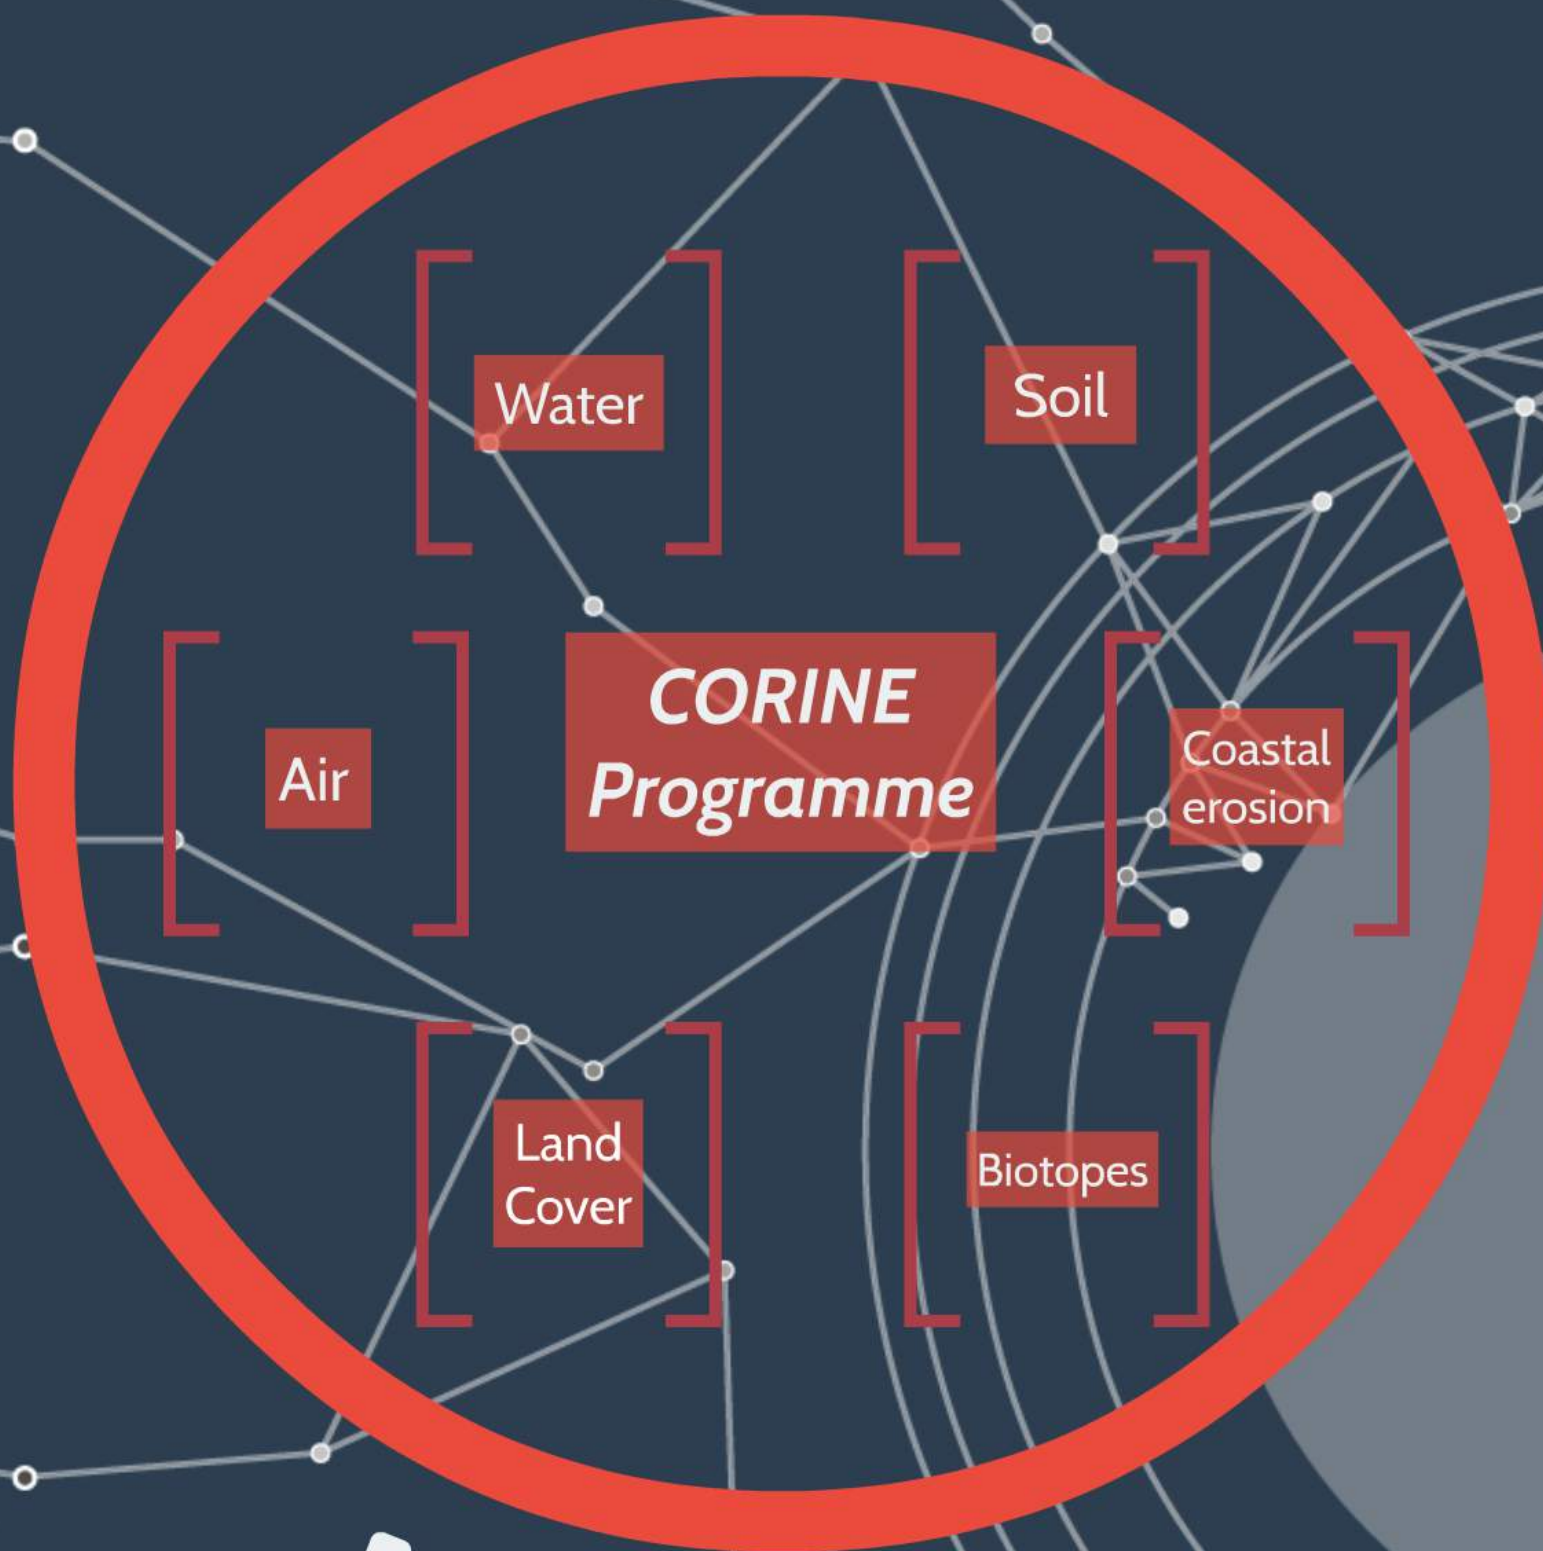 Water
Soil
CORINE
Programme
Air
Coastal
erosion
Land
Cover
Biotopes